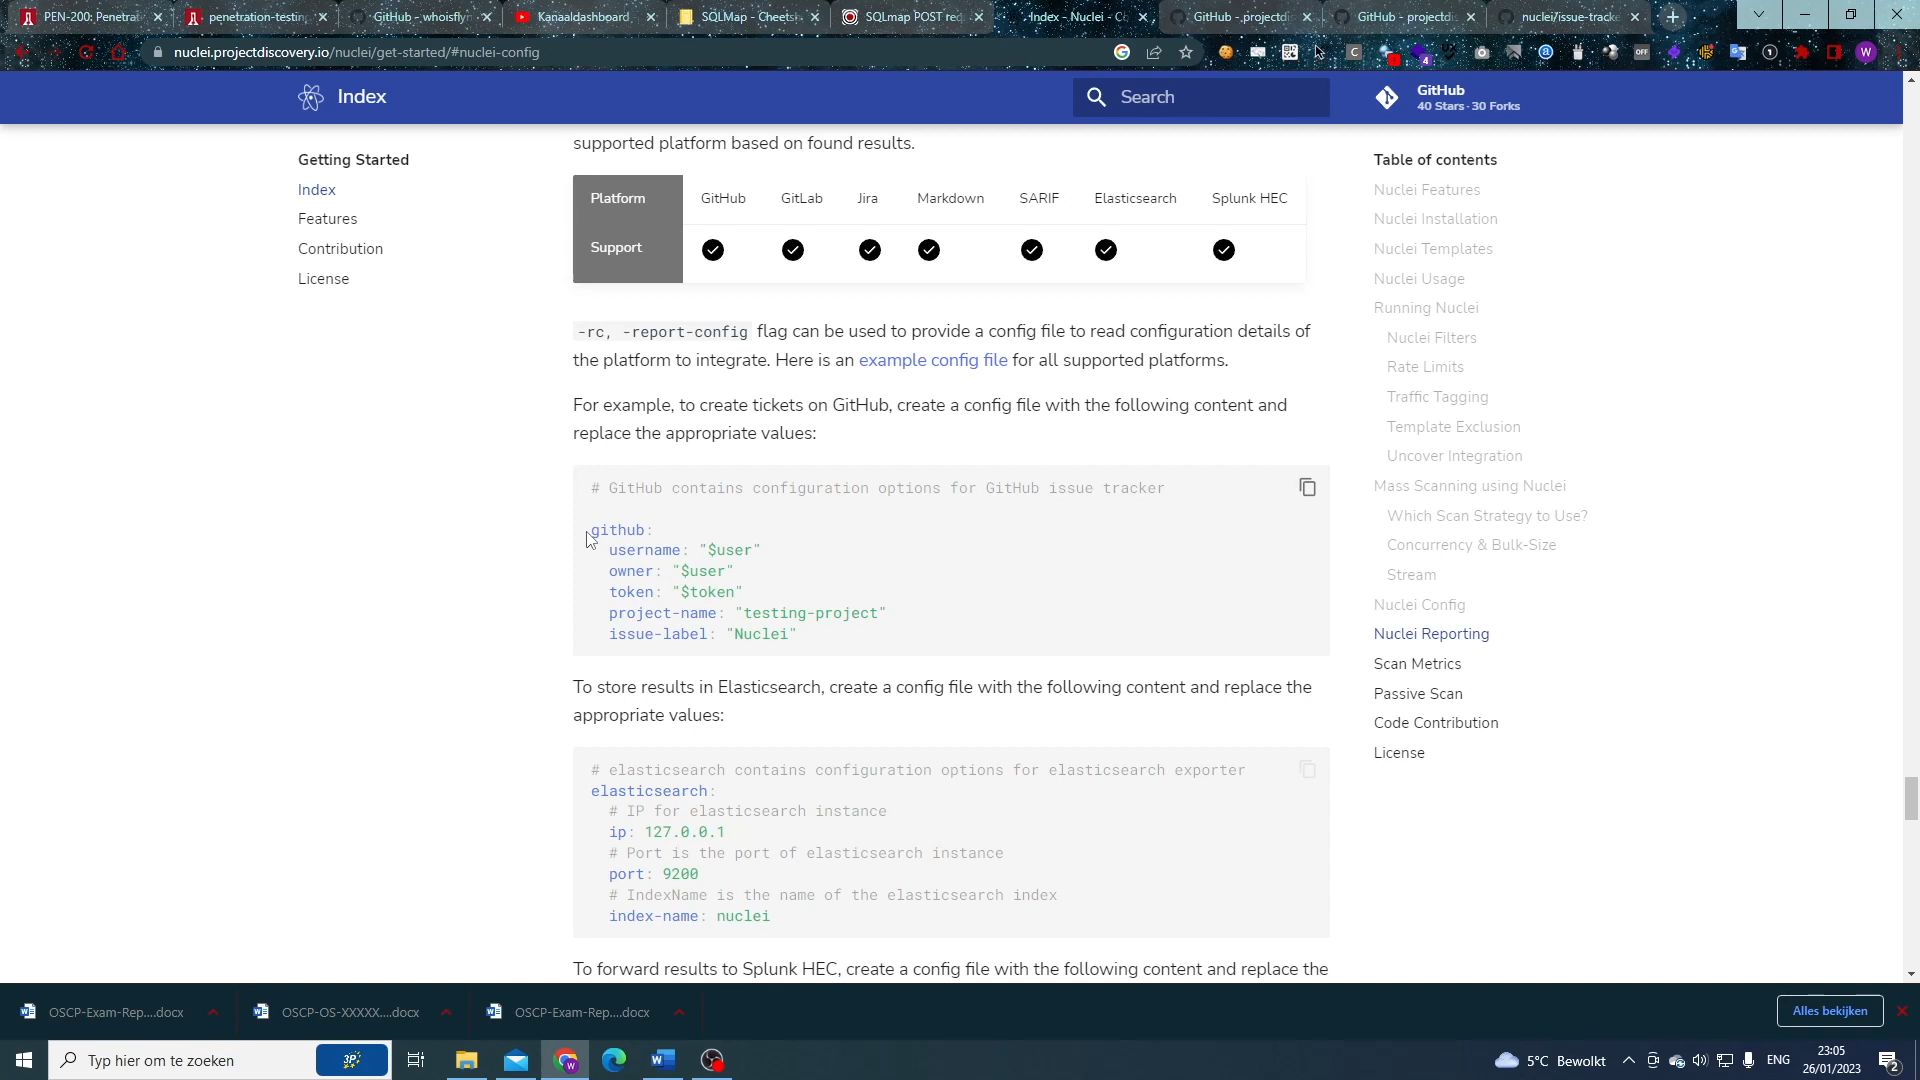 PEN-200: Penetrat
penetration-testin
GitHub - whoisflyn
Kanaaldashboard
SQLMap - Cheets
SQLmap POST req
Index - Nuclei - Co
GitHub - projectdi
GitHub - projectdi
nuclei/issue-tracke
nuclei.projectdiscovery.io/nuclei/get-started/#nuclei-config
Index
Search
GitHub
40 Stars · 30 Forks
Getting Started
Index
Features
Contribution
License
supported platform based on found results.
Platform GitHub GitLab Jira Markdown SARIF Elasticsearch Splunk HEC
Support
-rc, -report-config flag can be used to provide a config file to read configuration details of
the platform to integrate. Here is an example config file for all supported platforms.
For example, to create tickets on GitHub, create a config file with the following content and
replace the appropriate values:
# GitHub contains configuration options for GitHub issue tracker
github:
username: "$user"
owner: "$user"
token: "$token"
project-name: "testing-project"
issue-label: "Nuclei"
To store results in Elasticsearch, create a config file with the following content and replace the
appropriate values:
# elasticsearch contains configuration options for elasticsearch exporter
elasticsearch:
# IP for elasticsearch instance
ip: 127.0.0.1
# Port is the port of elasticsearch instance
port: 9200
# IndexName is the name of the elasticsearch index
index-name: nuclei
To forward results to Splunk HEC, create a config file with the following content and replace the
Table of contents
Nuclei Features
Nuclei Installation
Nuclei Templates
Nuclei Usage
Running Nuclei
Nuclei Filters
Rate Limits
Traffic Tagging
Template Exclusion
Uncover Integration
Mass Scanning using Nuclei
Which Scan Strategy to Use?
Concurrency & Bulk-Size
Stream
Nuclei Config
Nuclei Reporting
Scan Metrics
Passive Scan
Code Contribution
License
OSCP-Exam-Rep....docx
OSCP-OS-XXXXX....docx
OSCP-Exam-Rep....docx
Alles bekijken
Typ hier om te zoeken
5°C Bewolkt
ENG
23:05
26/01/2023
2